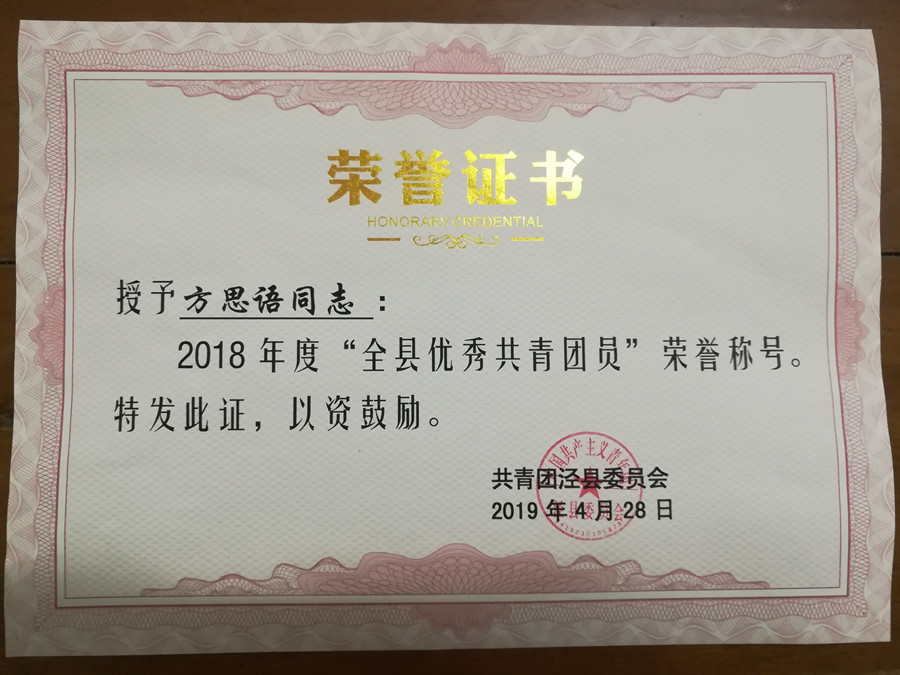 荣誉证书
HONORARY CREDENTIAL
授予方思语同志：
2018年度“全县优秀共青团员”荣誉称号。
特发此证，以资鼓励。
共青团泾县委员会
2019年4月28日